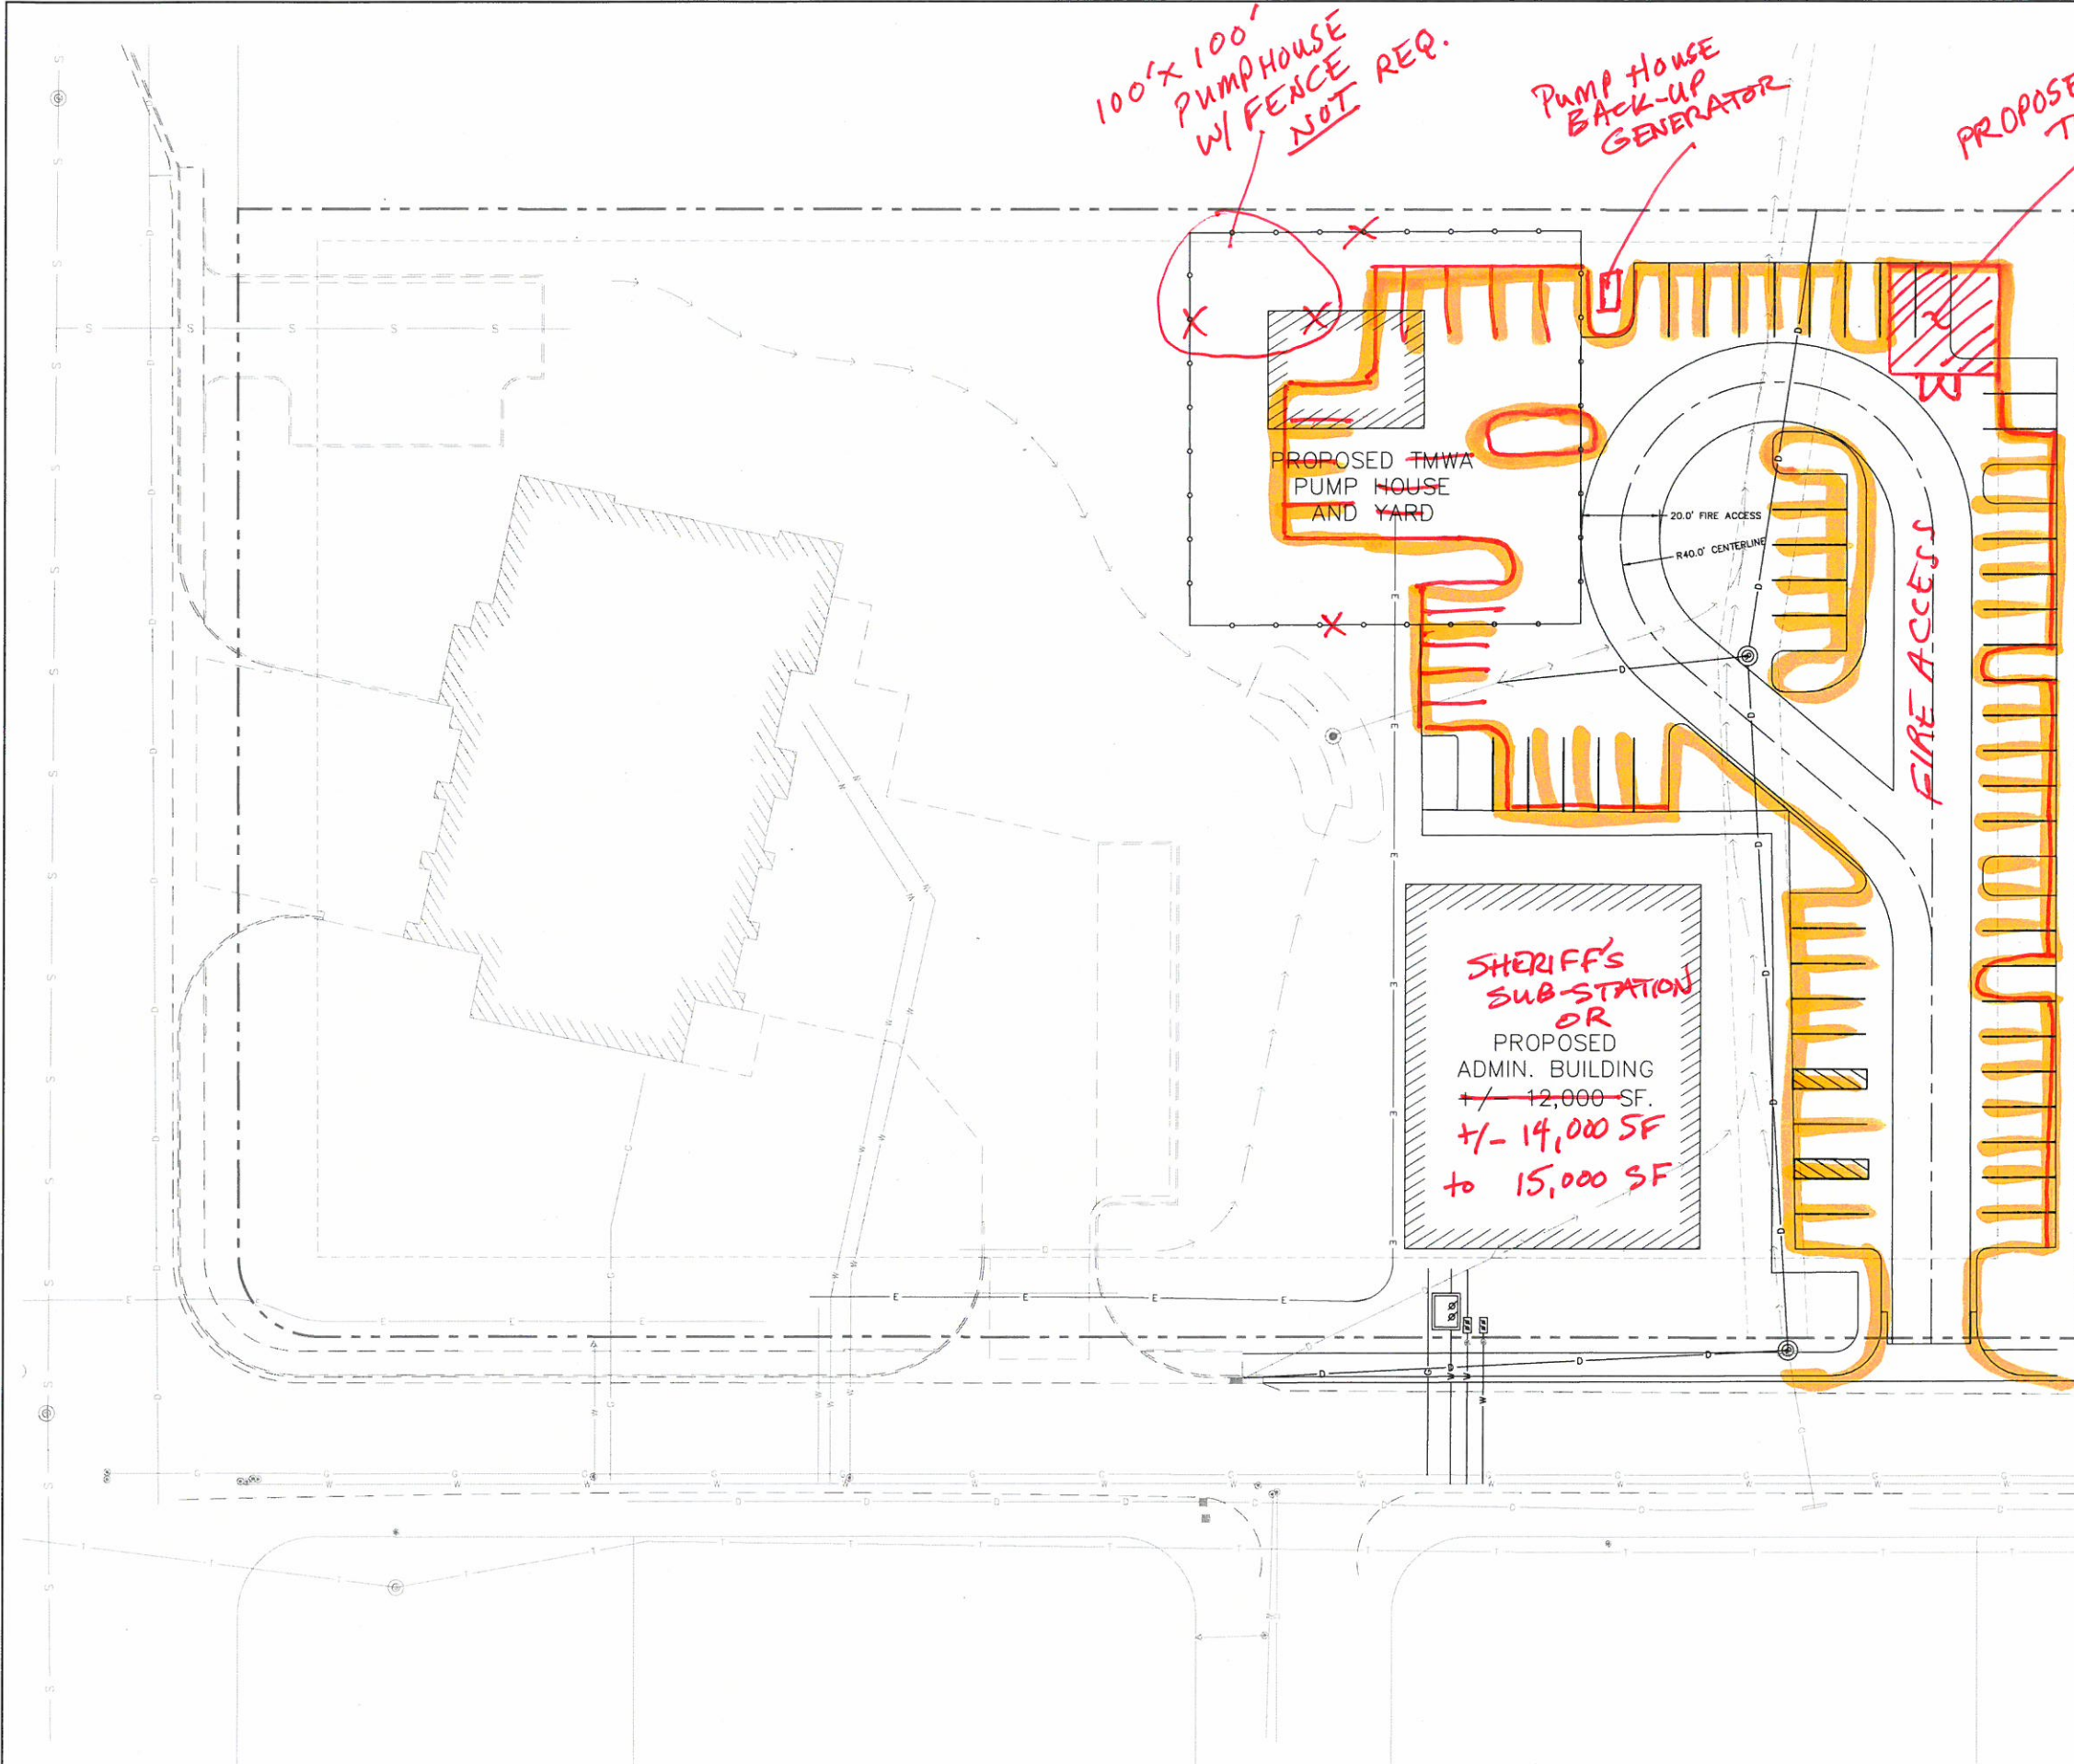 100'x 100'
PUMPHOUSE
W/ FENCE
NOT REQ.
PUMP HOUSE
BACK-UP
GENERATOR
PROPOSE
PROPOSED TMWA
PUMP HOUSE
AND YARD
20.0' FIRE ACCESS
R40.0' CENTERLINE
FIRE ACCESS
SHERIFF'S
SUB-STATION
OR
PROPOSED
ADMIN. BUILDING
+/- 12,000 SF.
+/- 14,000 SF
to 15,000 SF